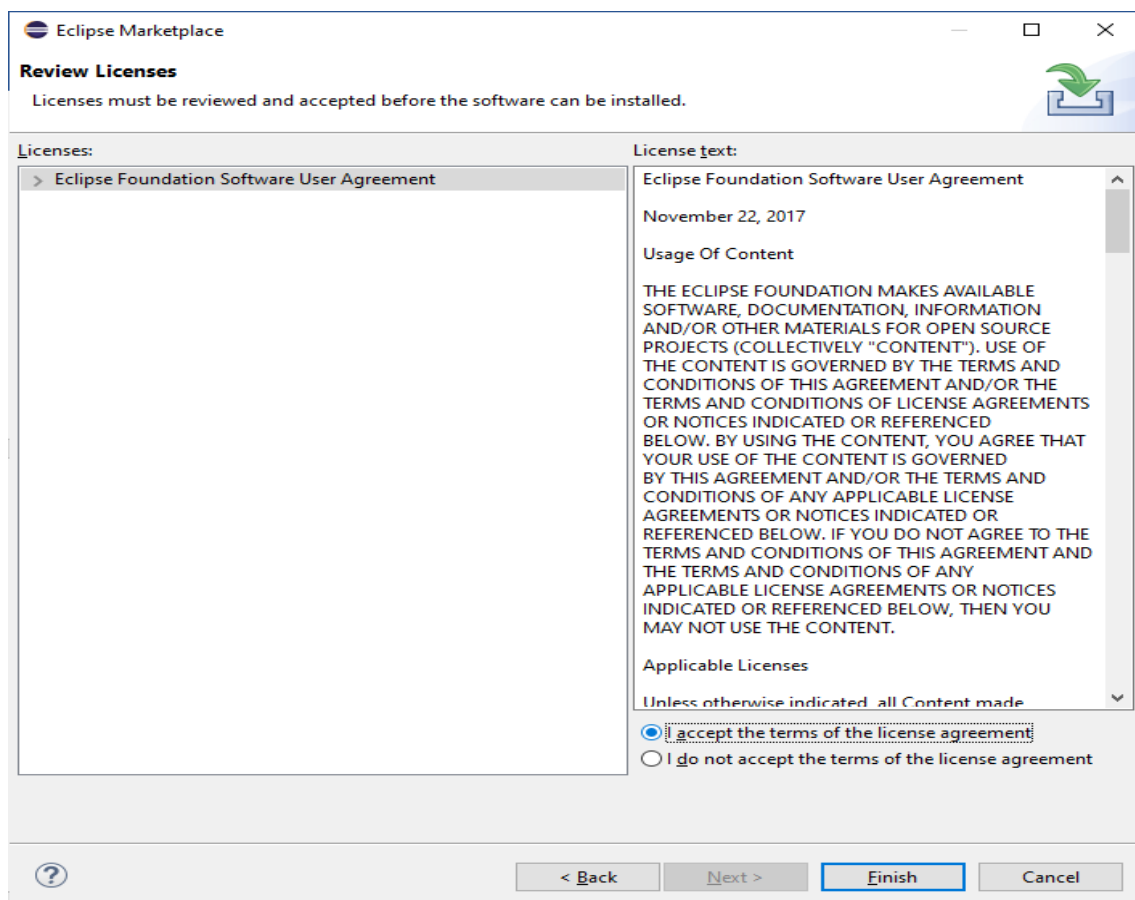 Eclipse Marketplace
Review Licenses
Licenses must be reviewed and accepted before the software can be installed.
Licenses:
Eclipse Foundation Software User Agreement
License text:
Eclipse Foundation Software User Agreement
November 22, 2017
Usage Of Content
THE ECLIPSE FOUNDATION MAKES AVAILABLE
SOFTWARE, DOCUMENTATION, INFORMATION
AND/OR OTHER MATERIALS FOR OPEN SOURCE
PROJECTS (COLLECTIVELY "CONTENT"). USE OF
THE CONTENT IS GOVERNED BY THE TERMS AND
CONDITIONS OF THIS AGREEMENT AND/OR THE
TERMS AND CONDITIONS OF LICENSE AGREEMENTS
OR NOTICES INDICATED OR REFERENCED
BELOW. BY USING THE CONTENT, YOU AGREE THAT
YOUR USE OF THE CONTENT IS GOVERNED
BY THIS AGREEMENT AND/OR THE TERMS AND
CONDITIONS OF ANY APPLICABLE LICENSE
AGREEMENTS OR NOTICES INDICATED OR
REFERENCED BELOW. IF YOU DO NOT AGREE TO THE
TERMS AND CONDITIONS OF THIS AGREEMENT AND
THE TERMS AND CONDITIONS OF ANY
APPLICABLE LICENSE AGREEMENTS OR NOTICES
INDICATED OR REFERENCED BELOW, THEN YOU
MAY NOT USE THE CONTENT.
Applicable Licenses
Unless otherwise indicated, all Content made
I accept the terms of the license agreement
I do not accept the terms of the license agreement
?
< Back
Next >
Finish
Cancel